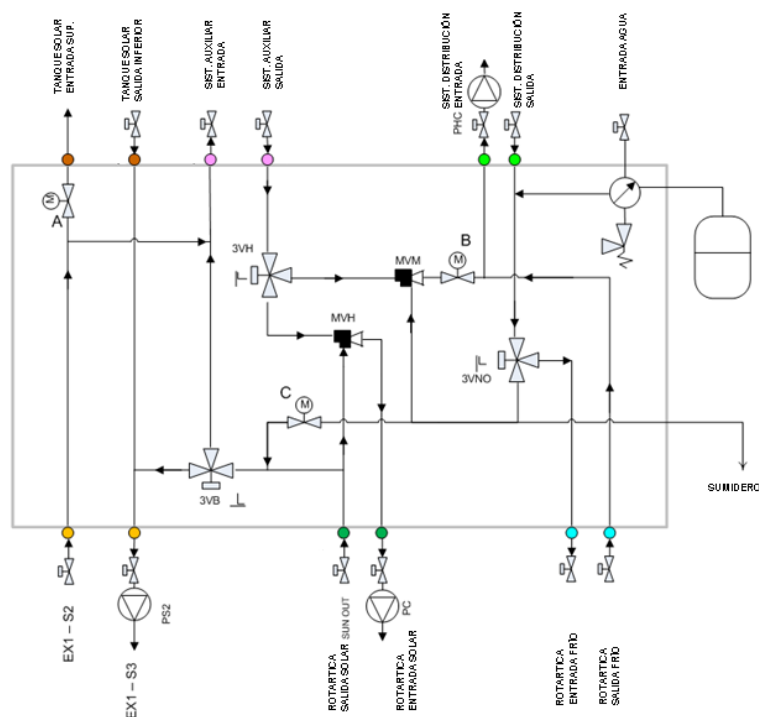 TANQUE SOLAR
ENTRADA SUP.
TANQUE SOLAR
SALIDA INFERIOR
SIST. AUXILIAR
ENTRADA
SIST. AUXILIAR
SALIDA
SIST. DISTRIBUCIÓN
ENTRADA
SIST. DISTRIBUCIÓN
SALIDA
ENTRADA AGUA
PHC
M
A
3VH
MVM
B
M
MVH
3VNO
C
M
3VB
SUMIDERO
EX1 – S2
EX1 – S3
PS2
ROTARTICA
SALIDA SOLAR
SUN OUT
PC
ROTARTICA
ENTRADA SOLAR
ROTARTICA
ENTRADA FRÍO
ROTARTICA
SALIDA FRÍO